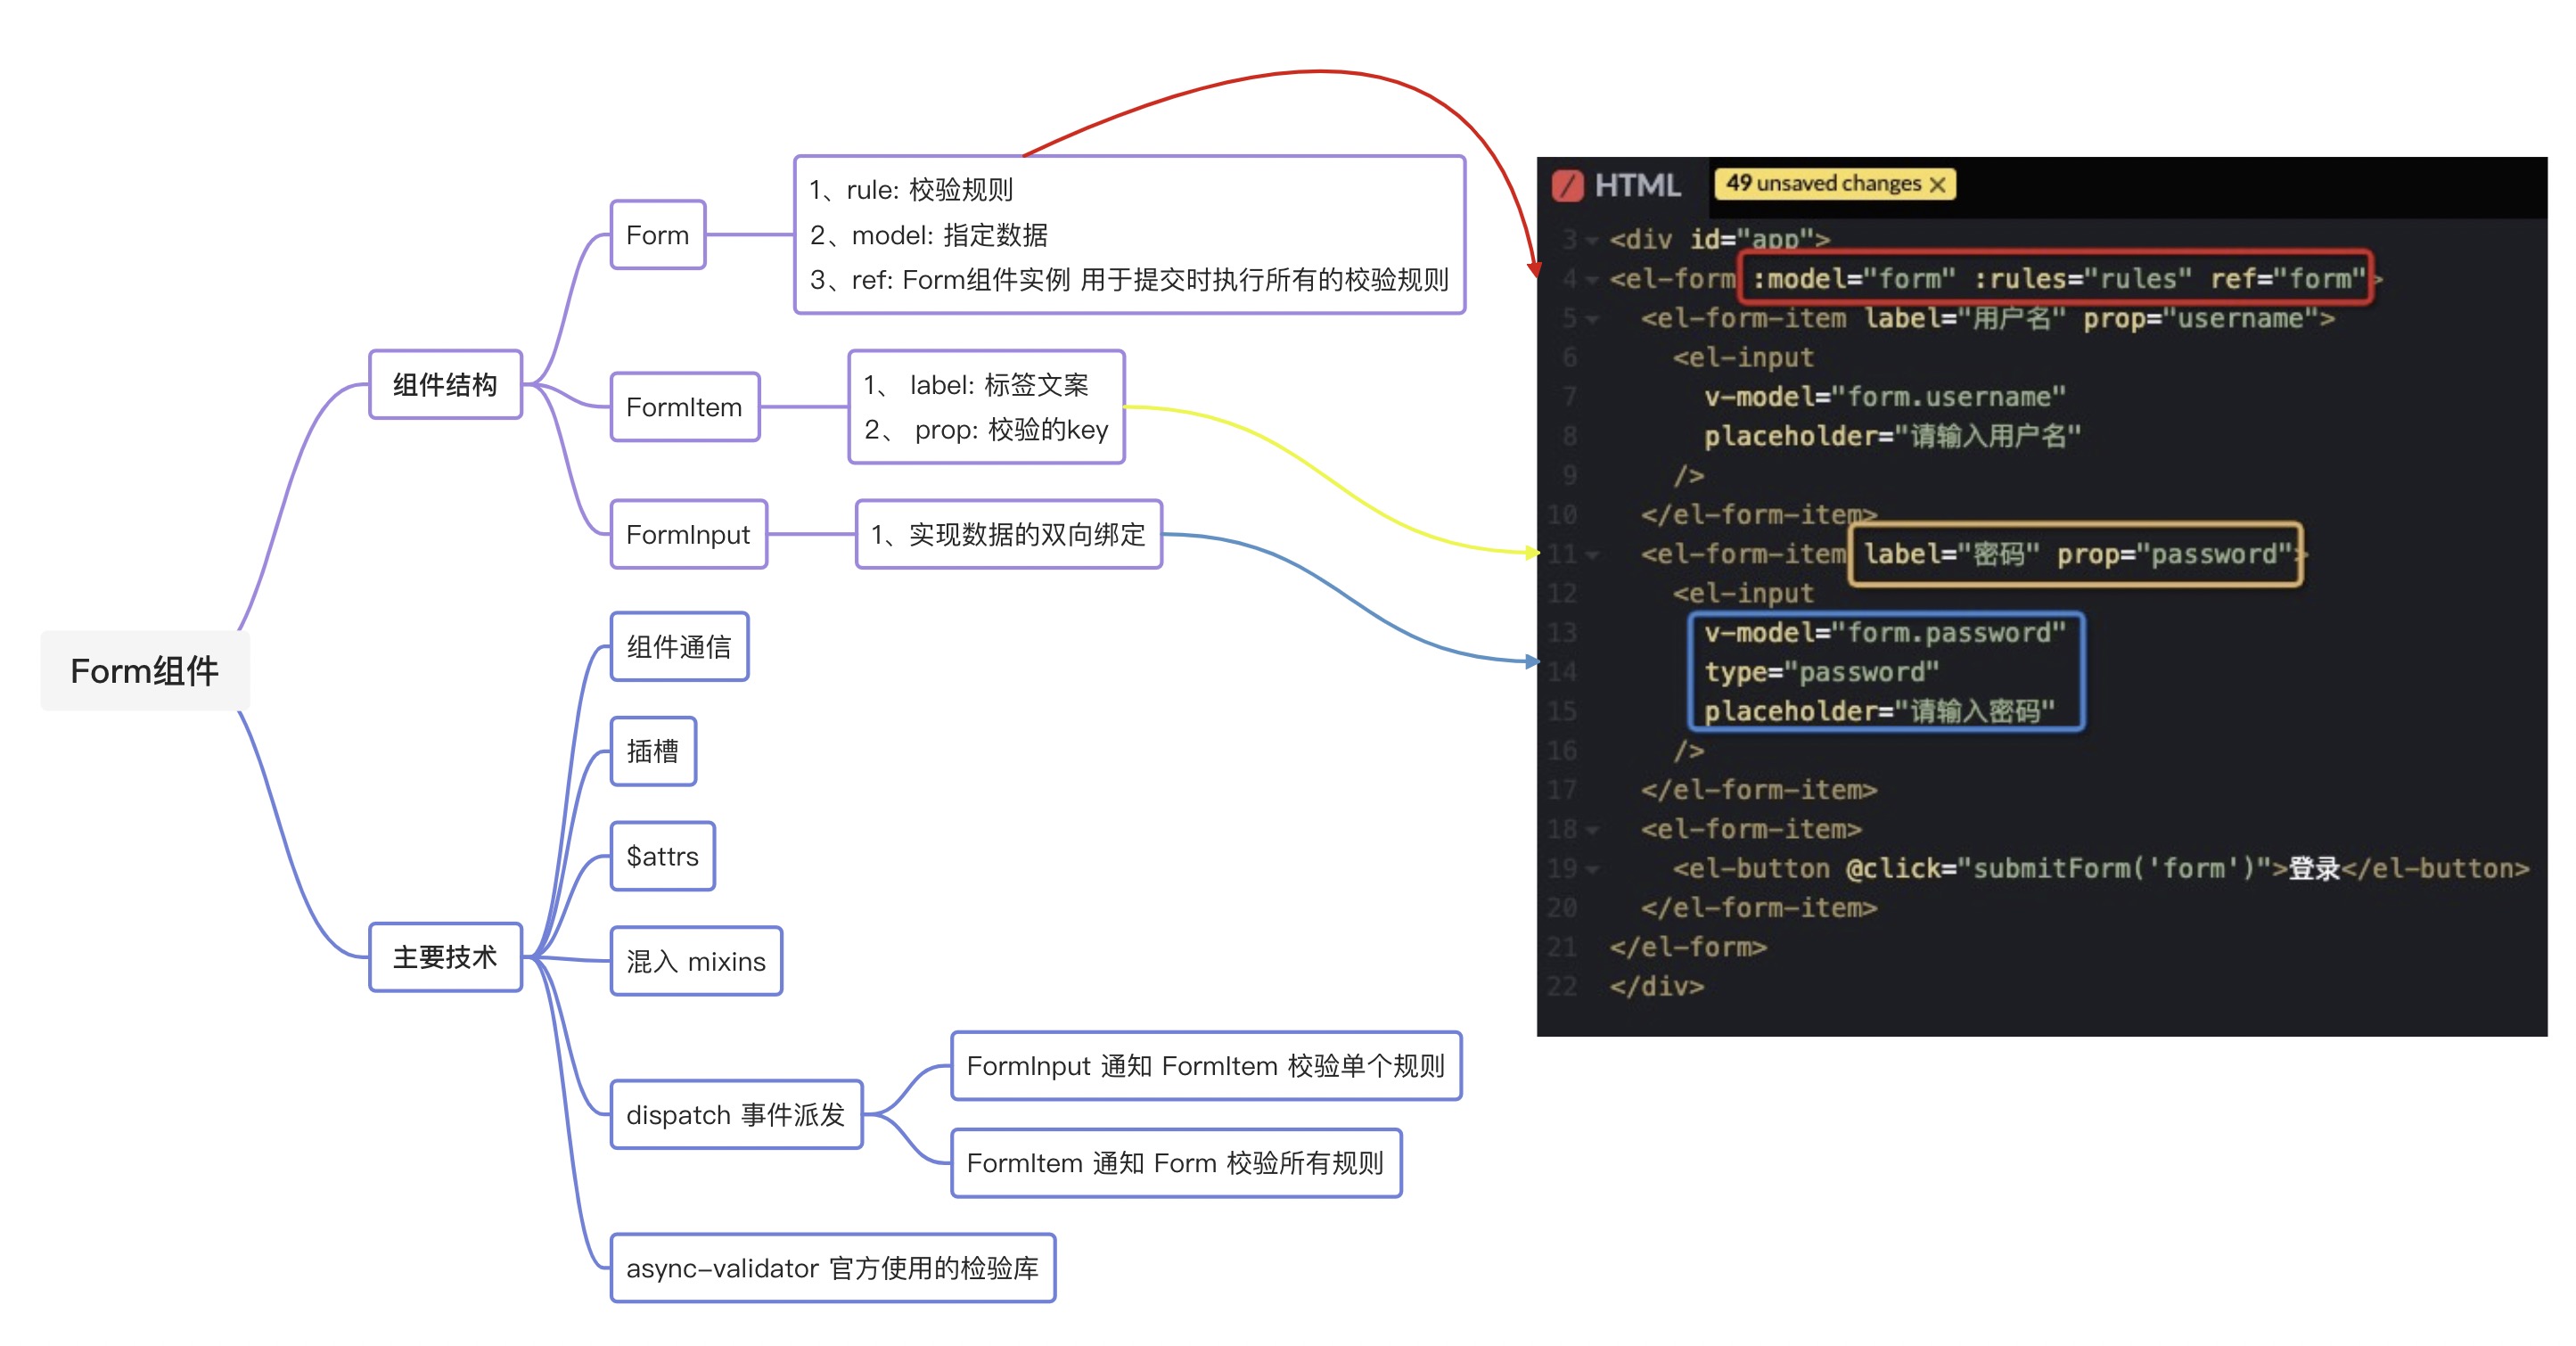 Form组件
组件结构
Form
1、rule: 校验规则
2、model: 指定数据
3、ref: Form组件实例 用于提交时执行所有的校验规则
FormItem
1、 label: 标签文案
2、 prop: 校验的key
FormInput
1、实现数据的双向绑定
主要技术
组件通信
插槽
$attrs
混入 mixins
dispatch 事件派发
FormInput 通知 FormItem 校验单个规则
FormItem 通知 Form 校验所有规则
async-validator 官方使用的检验库
HTML
49 unsaved changes ×
3 <div id="app">
4 <el-form :model="form" :rules="rules" ref="form">
5 <el-form-item label="用户名" prop="username">
6 <el-input
7 v-model="form.username"
8 placeholder="请输入用户名"
9 />
10 </el-form-item>
11 <el-form-item label="密码" prop="password">
12 <el-input
13 v-model="form.password"
14 type="password"
15 placeholder="请输入密码"
16 />
17 </el-form-item>
18 <el-form-item>
19 <el-button @click="submitForm('form')">登录</el-button>
20 </el-form-item>
21 </el-form>
22 </div>